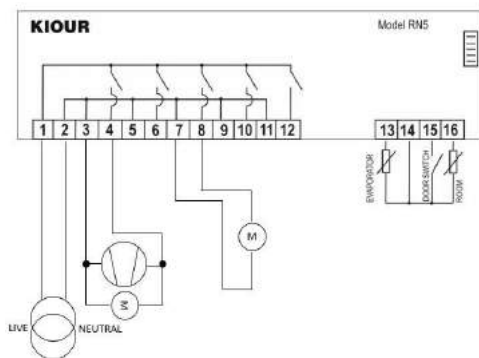 KIOUR
Model RN5
1 2 3 4 5 6 7 8 9 10 11 12
13 14 15 16
EVAPORATOR
DOOR SWITCH
ROOM
M
M
LIVE
NEUTRAL